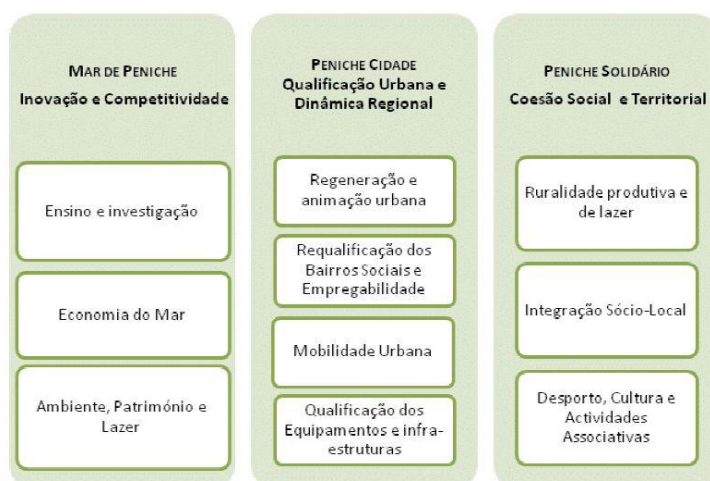 MAR DE PENICHE
Inovação e Competitividade
Ensino e investigação
Economia do Mar
Ambiente, Património e
Lazer
PENICHE CIDADE
Qualificação Urbana e
Dinâmica Regional
Regeneração e
animação urbana
Requalificação dos
Bairros Sociais e
Empregabilidade
Mobilidade Urbana
Qualificação dos
Equipamentos e infra-
estruturas
PENICHE SOLIDÁRIO
Coesão Social e Territorial
Ruralidade produtiva e
de lazer
Integração Sócio-Local
Desporto, Cultura e
Actividades
Associativas